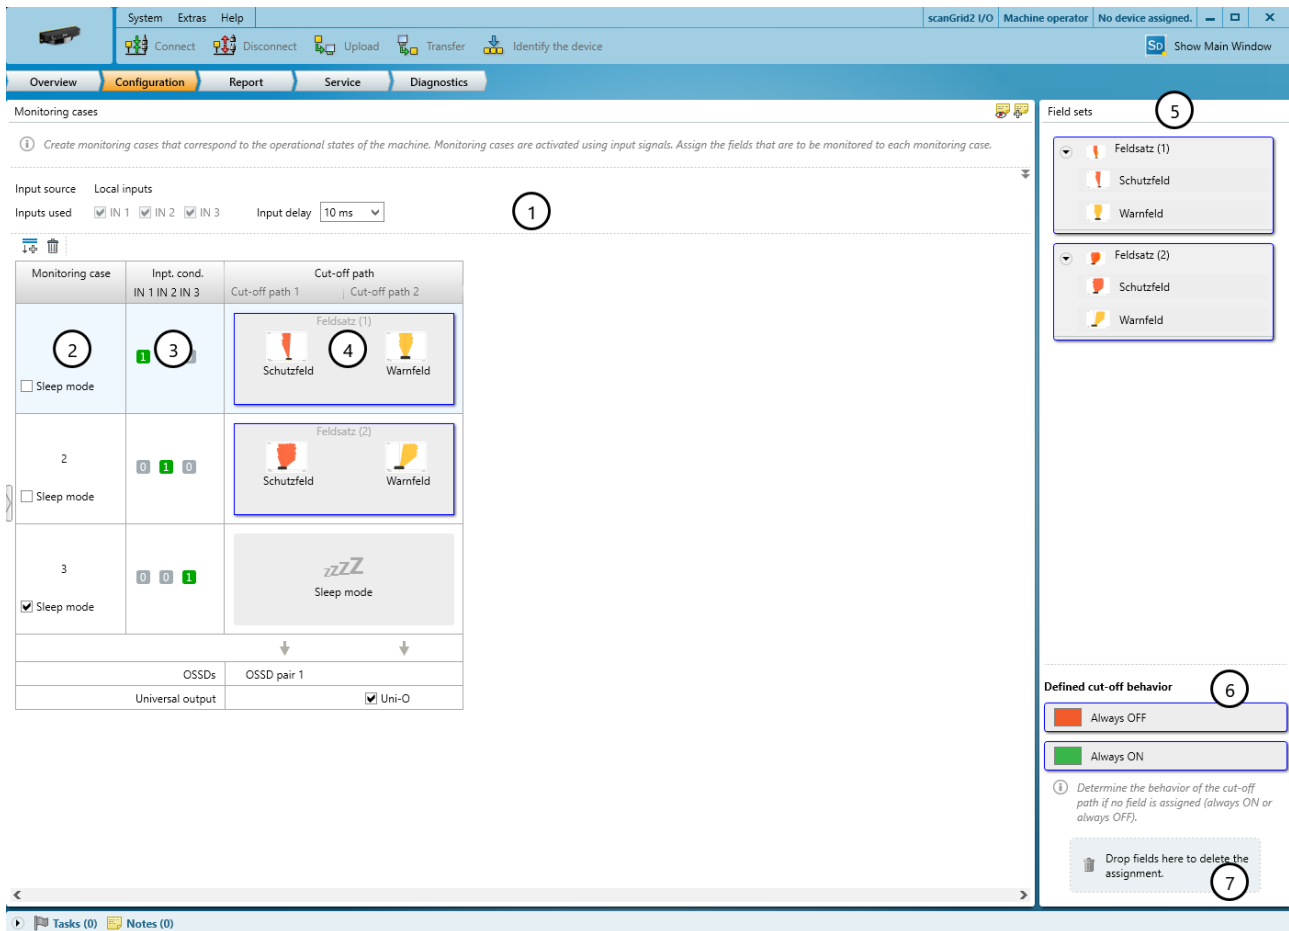 System Extras Help scanGrid2 I/O Machine operator No device assigned.
Connect Disconnect Upload Transfer Identify the device SD Show Main Window
Overview Configuration Report Service Diagnostics
Monitoring cases
Create monitoring cases that correspond to the operational states of the machine. Monitoring cases are activated using input signals. Assign the fields that are to be monitored to each monitoring case.
Input source Local inputs
Inputs used IN 1 IN 2 IN 3 Input delay 10 ms
1
Monitoring case Inpt. cond. Cut-off path
IN 1 IN 2 IN 3 Cut-off path 1 Cut-off path 2
Feldsatz (1)
2 1 3 4
Schutzfeld Warnfeld
Sleep mode
Feldsatz (2)
2 0 1 0
Schutzfeld Warnfeld
Sleep mode
3 0 0 1 zzZZ
Sleep mode
Sleep mode
OSSDs OSSD pair 1
Universal output Uni-O
Field sets 5
Feldsatz (1)
Schutzfeld
Warnfeld
Feldsatz (2)
Schutzfeld
Warnfeld
Defined cut-off behavior 6
Always OFF
Always ON
Determine the behavior of the cut-off
path if no field is assigned (always ON or
always OFF).
Drop fields here to delete the
assignment.
7
Tasks (0) Notes (0)